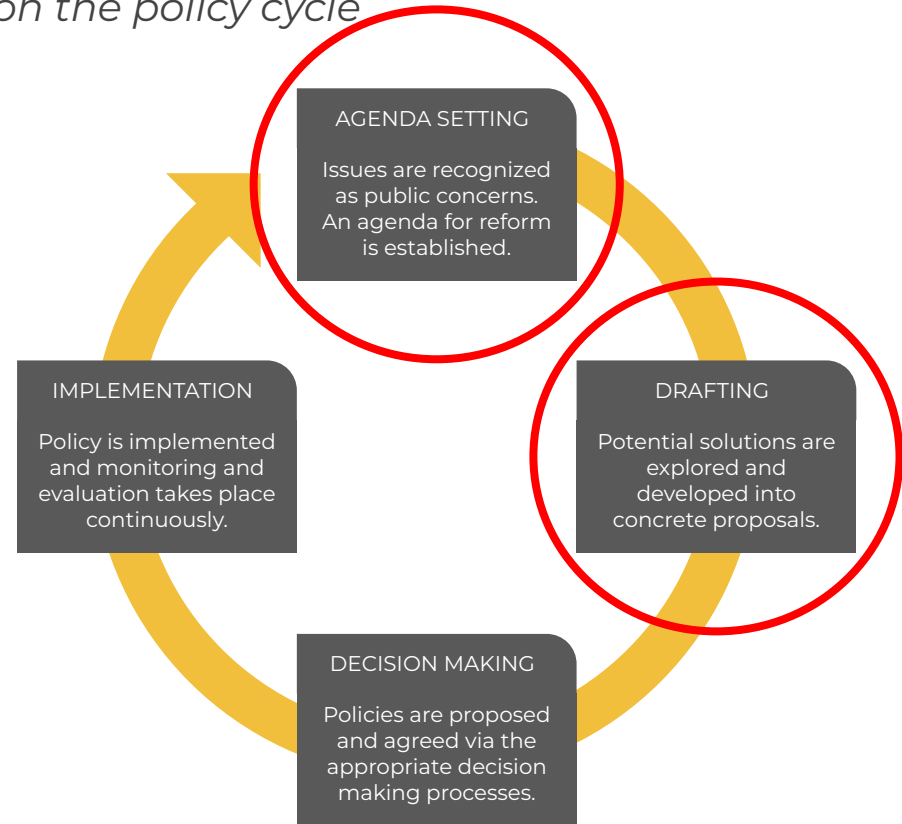 on the policy cycle
AGENDA SETTING
Issues are recognized
as public concerns.
An agenda for reform
is established.
DRAFTING
Potential solutions are
explored and
developed into
concrete proposals.
DECISION MAKING
Policies are proposed
and agreed via the
appropriate decision
making processes.
IMPLEMENTATION
Policy is implemented
and monitoring and
evaluation takes place
continuously.